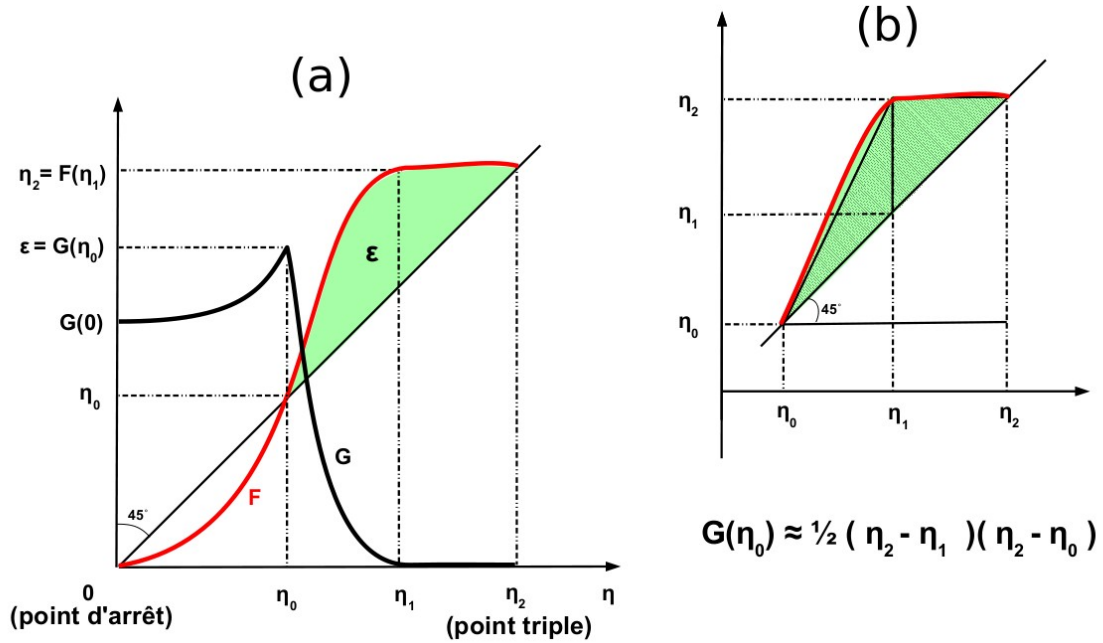 (a)
η₂= F(η₁)
ε = G(η₀)
G(0)
η₀
ε
G
F
45°
0
η₀
η₁
η₂
η
(point d'arrêt)
(point triple)
(b)
η₂
η₁
η₀
45°
η₀
η₁
η₂
G(η₀) ≈ ½ ( η₂ - η₁ )( η₂ - η₀ )